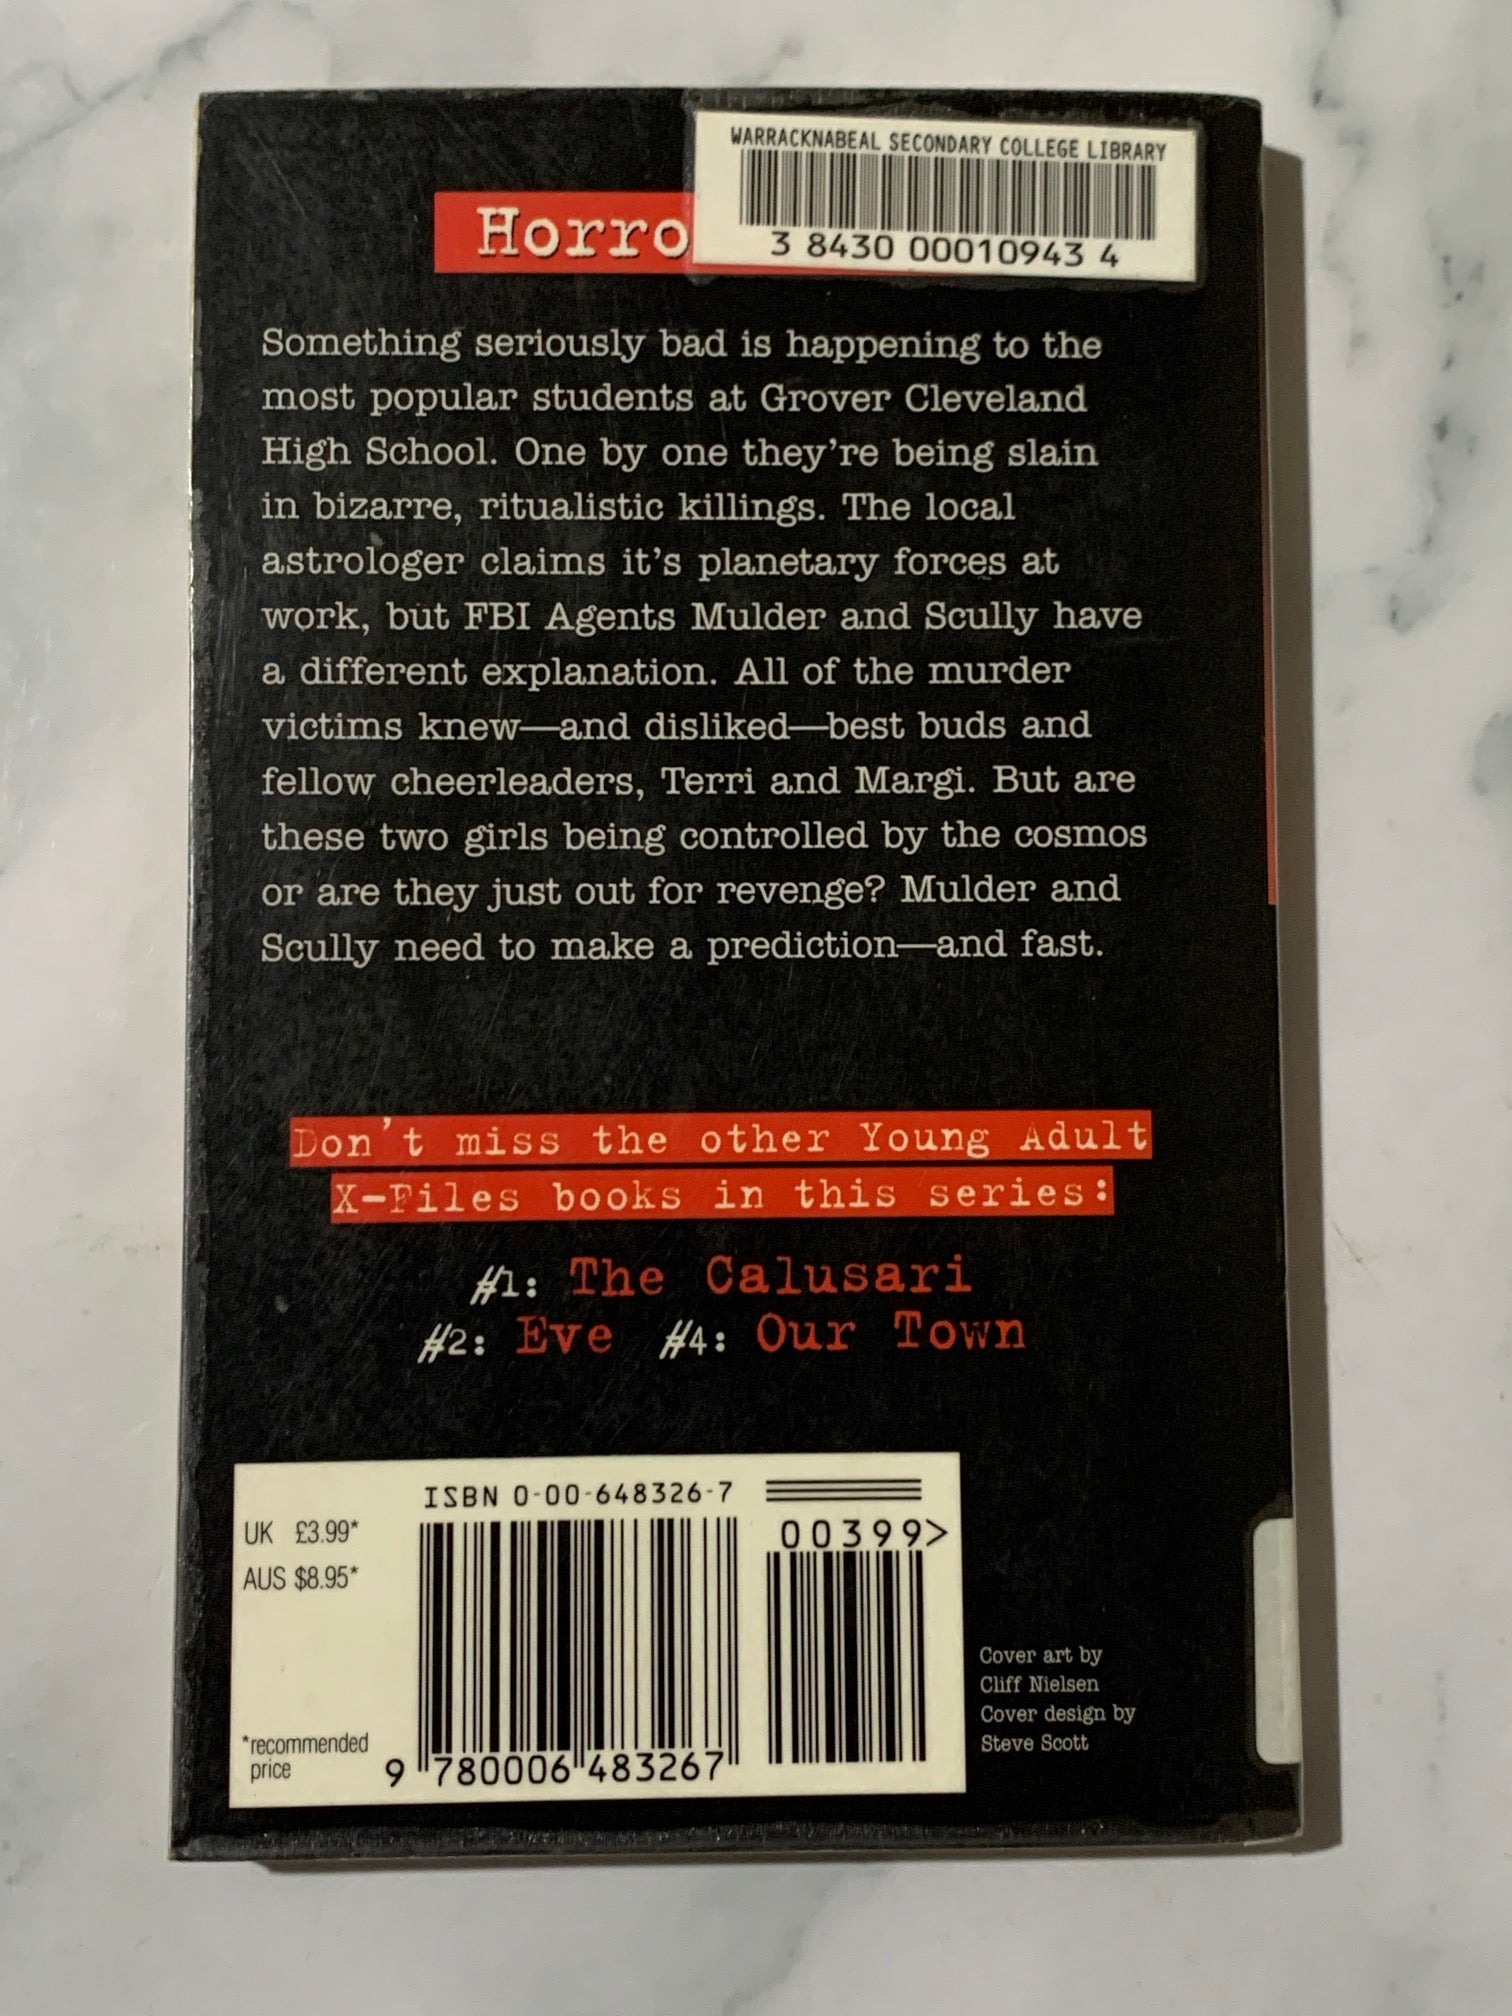 WARRACKNABEAL SECONDARY COLLEGE LIBRARY
3 8430 00010943 4
Horro
Something seriously bad is happening to the
most popular students at Grover Cleveland
High School. One by one they're being slain
in bizarre, ritualistic killings. The local
astrologer claims it's planetary forces at
work, but FBI Agents Mulder and Scully have
a different explanation. All of the murder
victims knew—and disliked—best buds and
fellow cheerleaders, Terri and Margi. But are
these two girls being controlled by the cosmos
or are they just out for revenge? Mulder and
Scully need to make a prediction—and fast.
Don't miss the other Young Adult
X-Files books in this series:
#1: The Calusari
#2: Eve #4: Our Town
ISBN 0-00-648326-7
UK £3.99*
AUS $8.95*
00399>
*recommended
price
9 780006 483267
Cover art by
Cliff Nielsen
Cover design by
Steve Scott